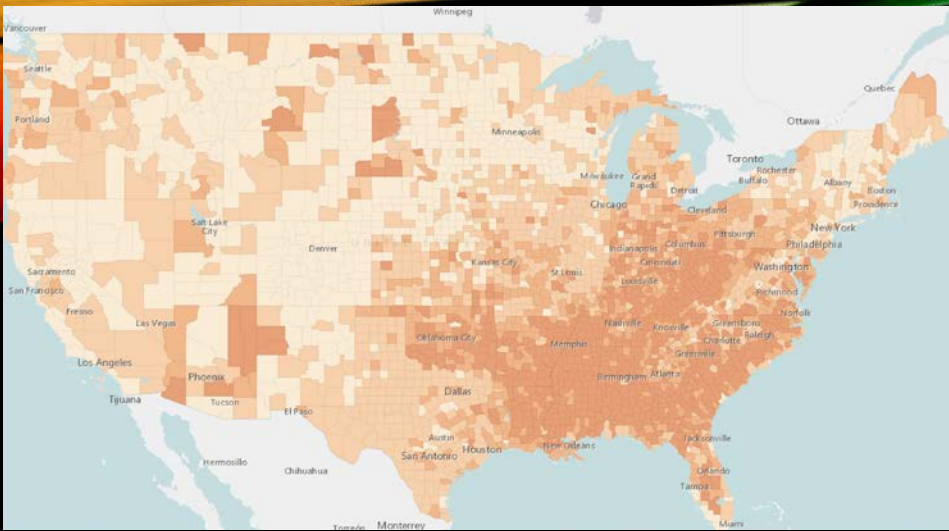 Winnipeg
Vancouver
Seattle
Quebec
Portland
Ottawa
Minneapolis
Toronto
Rochester
Milwaukee
Grand
Rapids
Buffalo
Albany
Boston
Detroit
Providence
Chicago
Cleveland
Salt Lake
City
New York
Pittsburgh
Denver
Indianapolis
Columbus
Philadelphia
Kansas City
Cincinnati
Sacramento
St Louis
Washington
San Francisco
Louisville
Richmond
Fresno
Las Vegas
Norfolk
Nashville
Knoxville
Greensboro
Oklahoma City
Raleigh
Memphis
Charlotte
Greenville
Los Angeles
Phoenix
Birmingham
Atlanta
Dallas
Tijuana
Tucson
El Paso
Austin
Jacksonville
Houston
New Orleans
San Antonio
Hermosillo
Chihuahua
Orlando
Tampa
Torreón
Monterrey
Miami